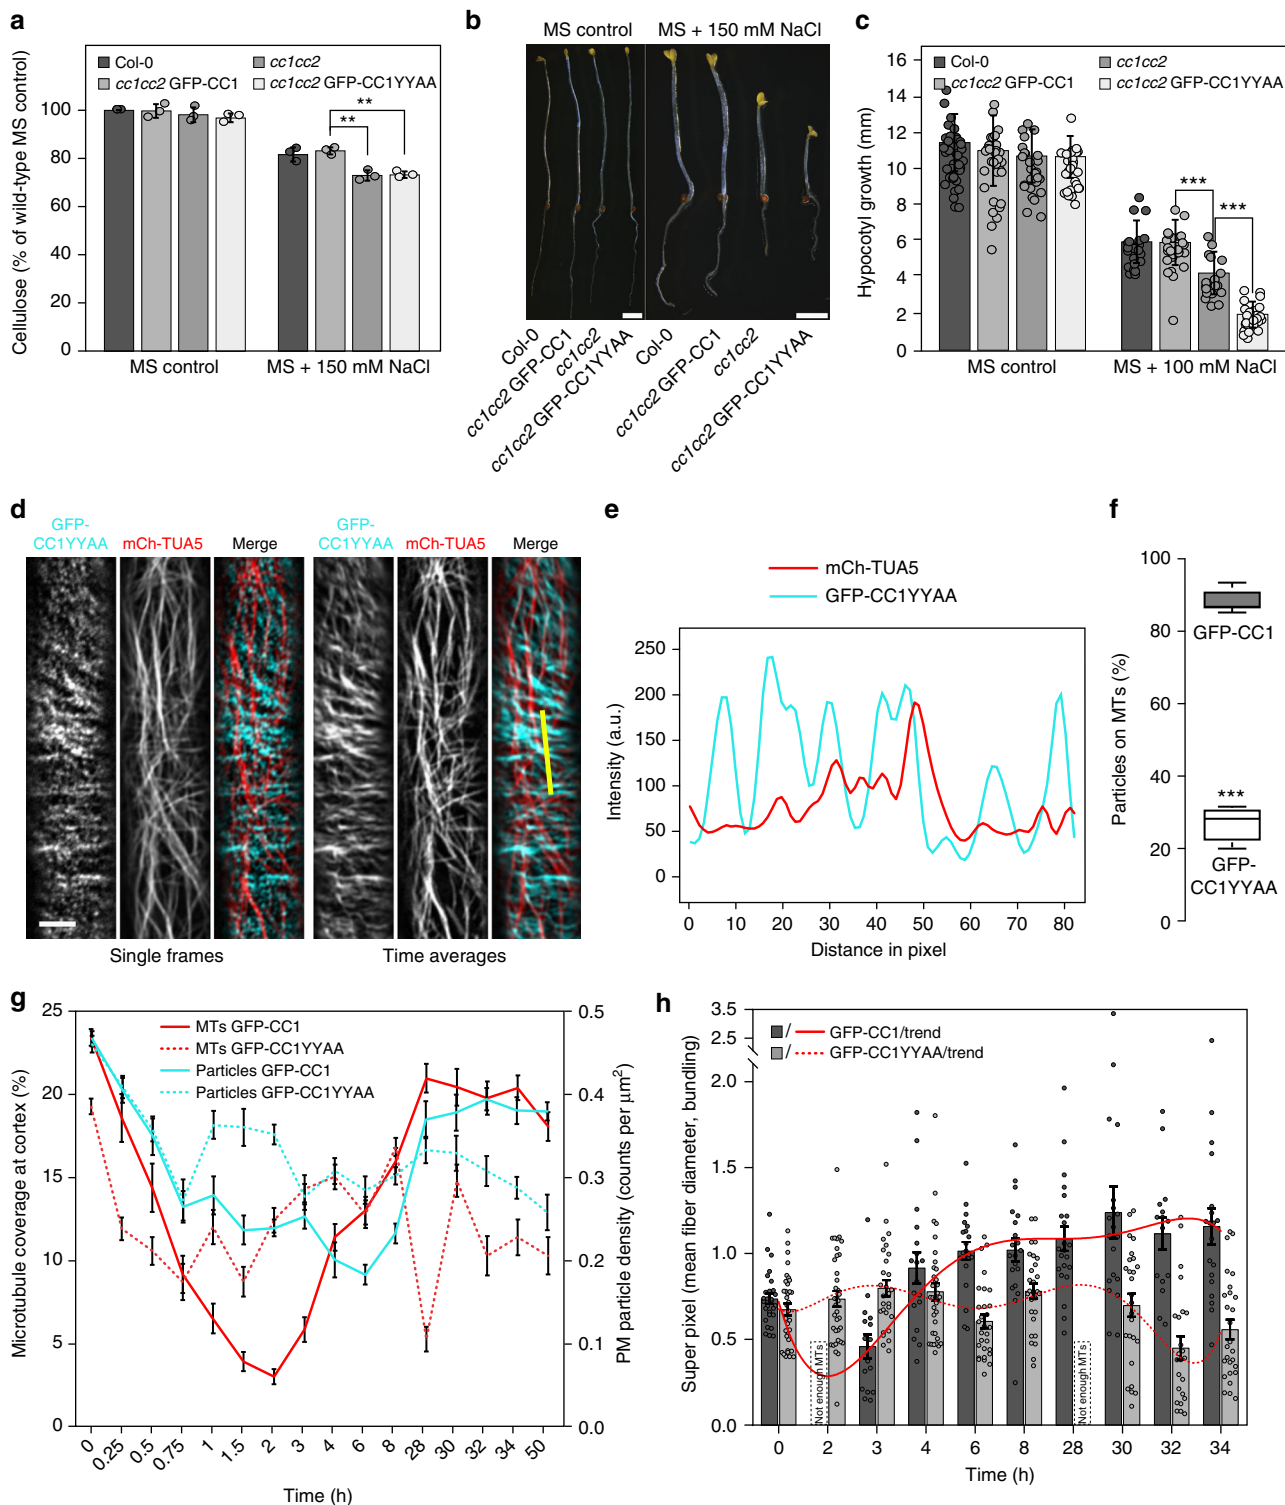 a
Cellulose (% of wild-type MS control)
Col-0
cc1cc2
cc1cc2 GFP-CC1
cc1cc2 GFP-CC1YYAA
100
80
60
40
20
0
**
**
MS control
MS + 150 mM NaCl
b
MS control
MS + 150 mM NaCl
Col-0
cc1cc2 GFP-CC1
cc1cc2
cc1cc2 GFP-CC1YYAA
Col-0
cc1cc2 GFP-CC1
cc1cc2
cc1cc2 GFP-CC1YYAA
c
Hypocotyl growth (mm)
Col-0
cc1cc2
cc1cc2 GFP-CC1
cc1cc2 GFP-CC1YYAA
16
14
12
10
8
6
4
2
0
***
***
MS control
MS + 100 mM NaCl
d
GFP-
CC1YYAA
mCh-TUA5
Merge
GFP-
CC1YYAA
mCh-TUA5
Merge
Single frames
Time averages
e
mCh-TUA5
GFP-CC1YYAA
Intensity (a.u.)
250
200
150
100
50
0
0 10 20 30 40 50 60 70 80
Distance in pixel
f
Particles on MTs (%)
100
80
60
40
20
0
GFP-CC1
***
GFP-
CC1YYAA
g
Microtubule coverage at cortex (%)
25
20
15
10
5
0
MTs GFP-CC1
MTs GFP-CC1YYAA
Particles GFP-CC1
Particles GFP-CC1YYAA
0.5
0.4
0.3
0.2
0.1
0.0
PM particle density (counts per μm²)
0 0.25 0.5 0.75 1 1.5 2 3 4 6 8 28 30 32 34 50
Time (h)
h
Super pixel (mean fiber diameter, bundling)
3.5
2.5
2.0
1.5
1.0
0.5
0.0
/ GFP-CC1/trend
/ GFP-CC1YYAA/trend
Not enough MTs
Not enough MTs
0 2 3 4 6 8 28 30 32 34
Time (h)